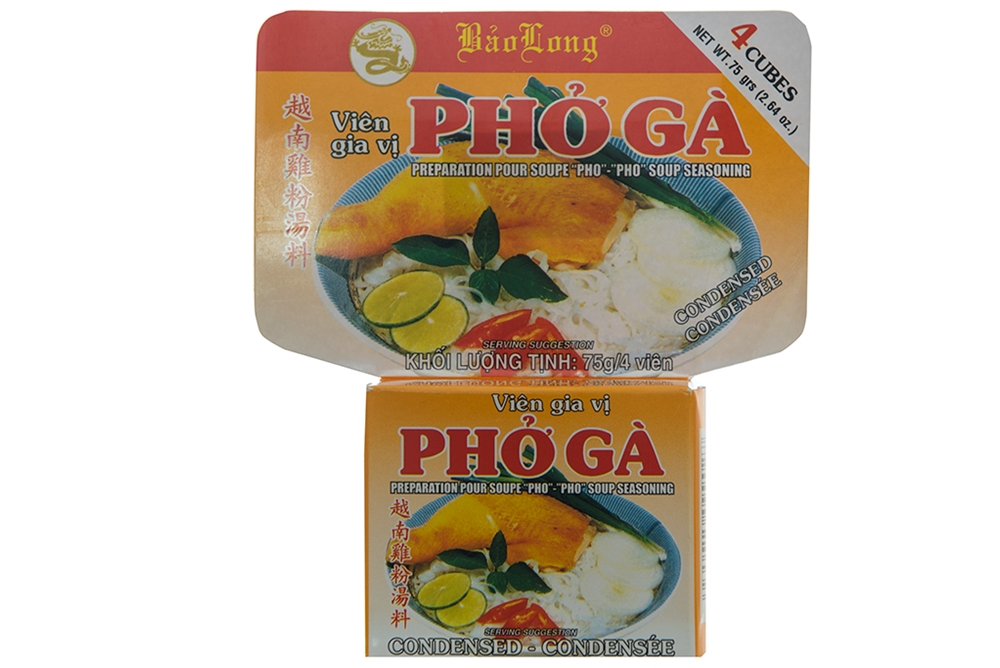 BảoLong®
4 CUBES
NET WT. 75 grs (2.64 oz.)
越南雞粉湯料
Viên
gia vị
PHỞ GÀ
PREPARATION POUR SOUPE "PHO"-"PHO" SOUP SEASONING
CONDENSED
CONDENSÉE
SERVING SUGGESTION
KHỐI LƯỢNG TỊNH: 75g/4 viên
Viên gia vị
PHỞ GÀ
PREPARATION POUR SOUPE "PHO"-"PHO" SOUP SEASONING
越南雞粉湯料
SERVING SUGGESTION
CONDENSED - CONDENSÉE